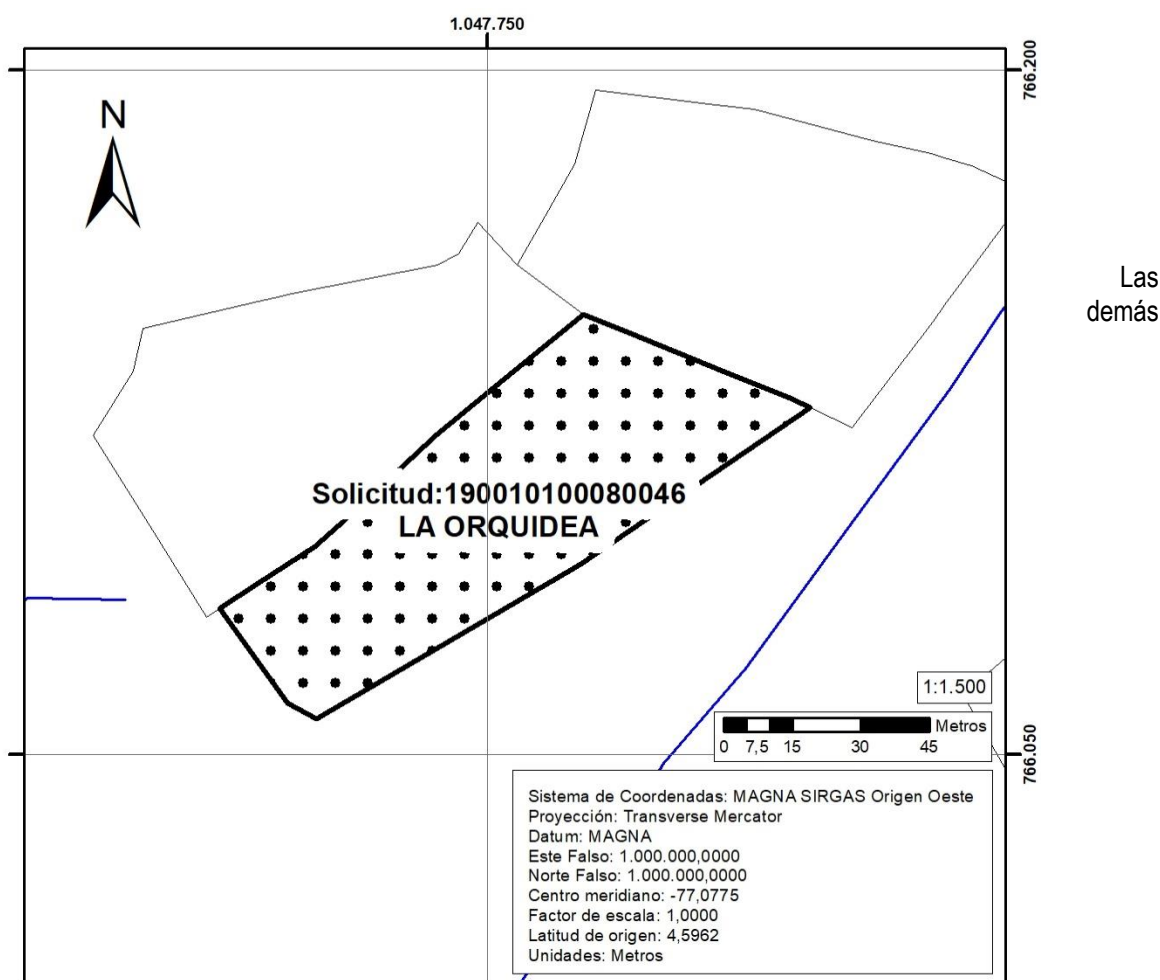 1.047.750
766.200
N
Las
demás
Solicitud:190010100080046
LA ORQUIDEA
1:1.500
Metros
0 7,5 15 30 45
766.050
Sistema de Coordenadas: MAGNA SIRGAS Origen Oeste
Proyección: Transverse Mercator
Datum: MAGNA
Este Falso: 1.000.000,0000
Norte Falso: 1.000.000,0000
Centro meridiano: -77,0775
Factor de escala: 1,0000
Latitud de origen: 4,5962
Unidades: Metros